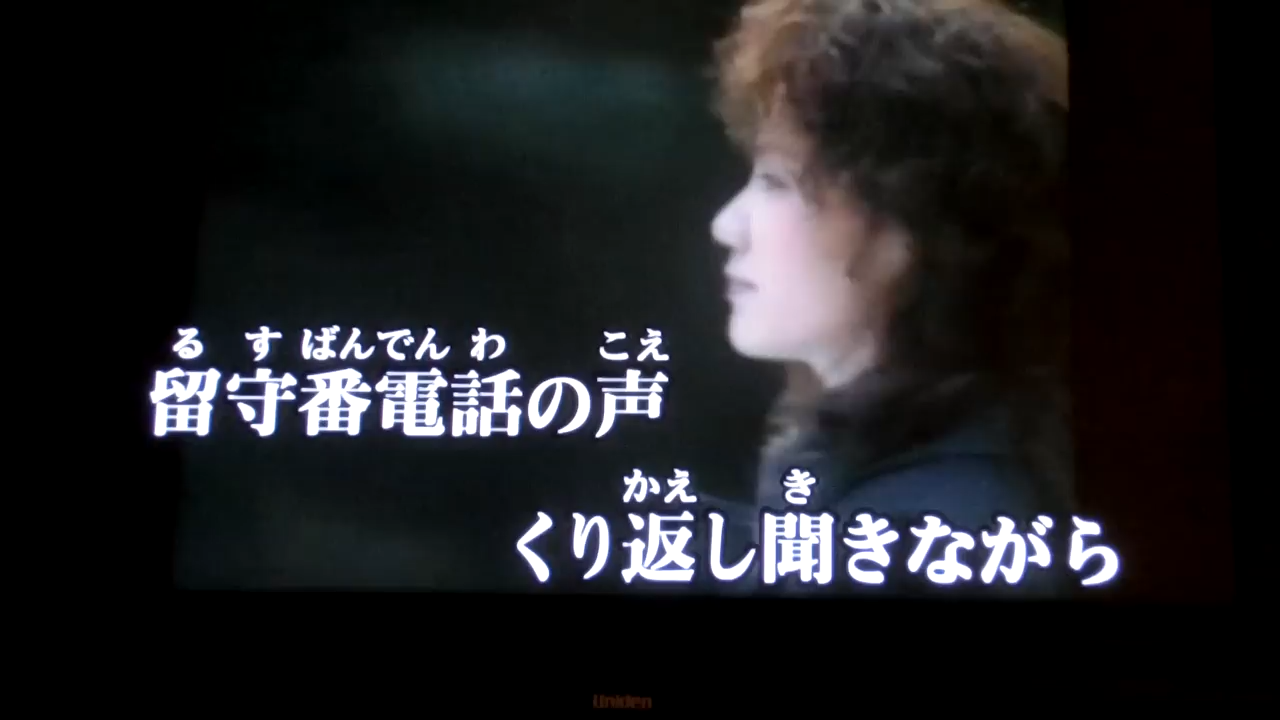 る す ばんでん わ こえ
留守番電話の声
かえ き
くり返し聞きながら
Uniden